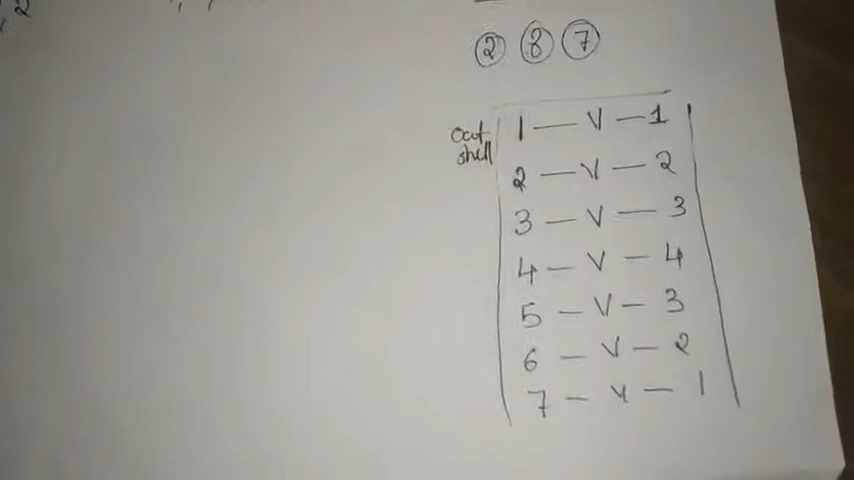 2
2 8 7
Out shell
1 — V — 1
2 — V — 2
3 — V — 3
4 — V — 4
5 — V — 3
6 — V — 2
7 — V — 1